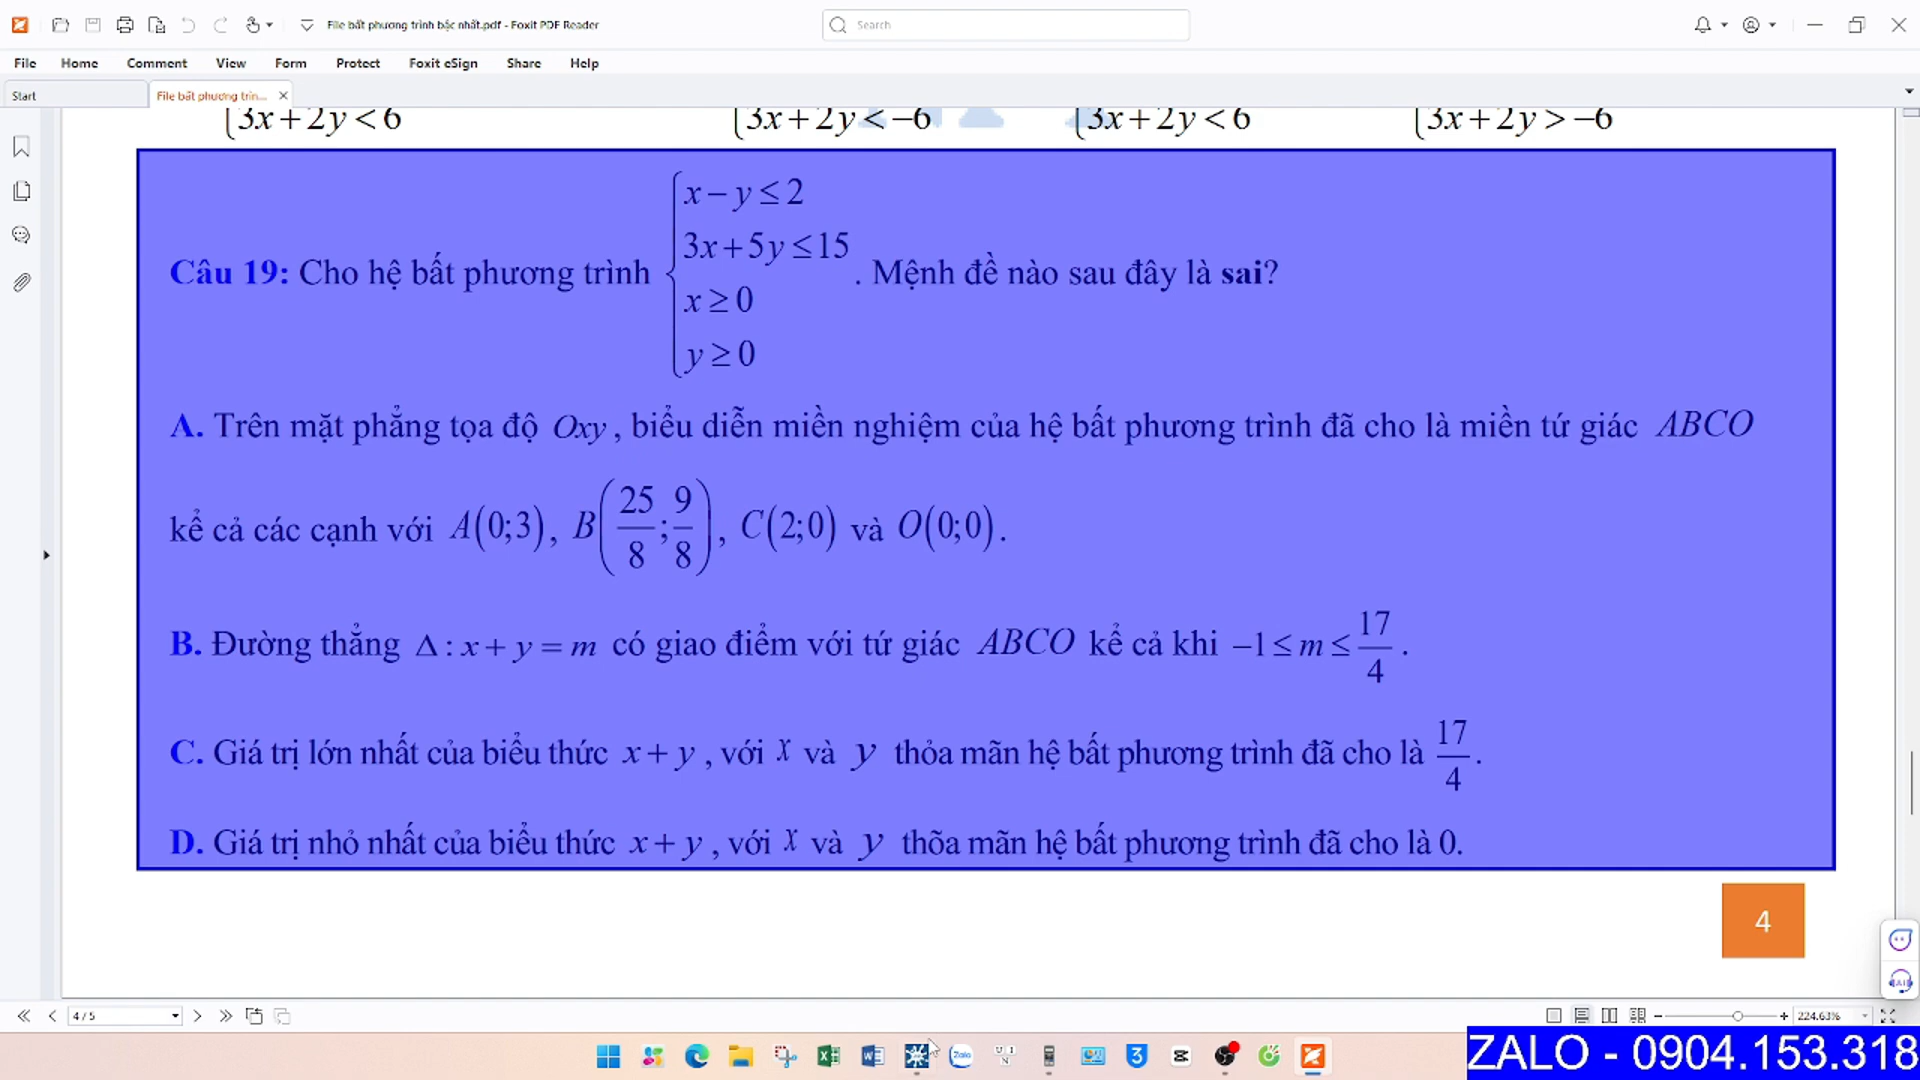 File bất phương trình bậc nhất.pdf - Foxit PDF Reader
Search
File Home Comment View Form Protect Foxit eSign Share Help
Start
File bất phương trìn...
3x+2y<6 3x+2y<-6 3x+2y<6 3x+2y>-6
x-y≤2
3x+5y≤15
Câu 19: Cho hệ bất phương trình . Mệnh đề nào sau đây là sai?
x≥0
y≥0
A. Trên mặt phẳng tọa độ Oxy, biểu diễn miền nghiệm của hệ bất phương trình đã cho là miền tứ giác ABCO
kể cả các cạnh với A(0;3), B(25/8;9/8), C(2;0) và O(0;0).
B. Đường thẳng Δ:x+y=m có giao điểm với tứ giác ABCO kể cả khi -1≤m≤17/4.
C. Giá trị lớn nhất của biểu thức x+y, với x và y thỏa mãn hệ bất phương trình đã cho là 17/4.
D. Giá trị nhỏ nhất của biểu thức x+y, với x và y thõa mãn hệ bất phương trình đã cho là 0.
4
4 / 5
224.63%
Zalo
ZALO - 0904.153.318